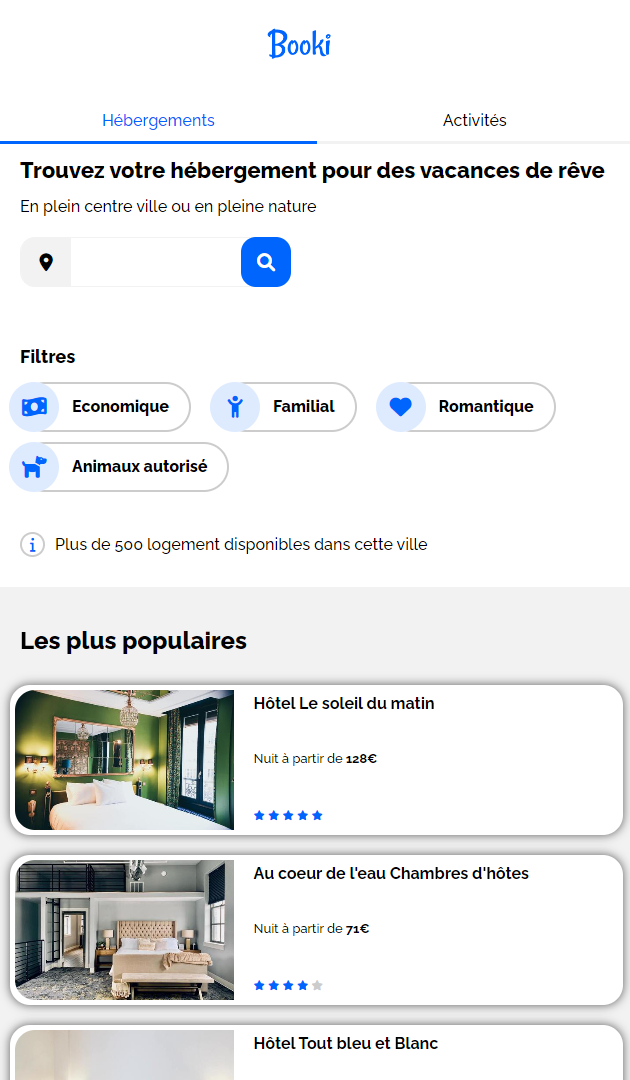 Booki
Hébergements
Activités
Trouvez votre hébergement pour des vacances de rêve
En plein centre ville ou en pleine nature
Filtres
Economique
Familial
Romantique
Animaux autorisé
Plus de 500 logement disponibles dans cette ville
Les plus populaires
Hôtel Le soleil du matin
Nuit à partir de 128€
Au coeur de l'eau Chambres d'hôtes
Nuit à partir de 71€
Hôtel Tout bleu et Blanc